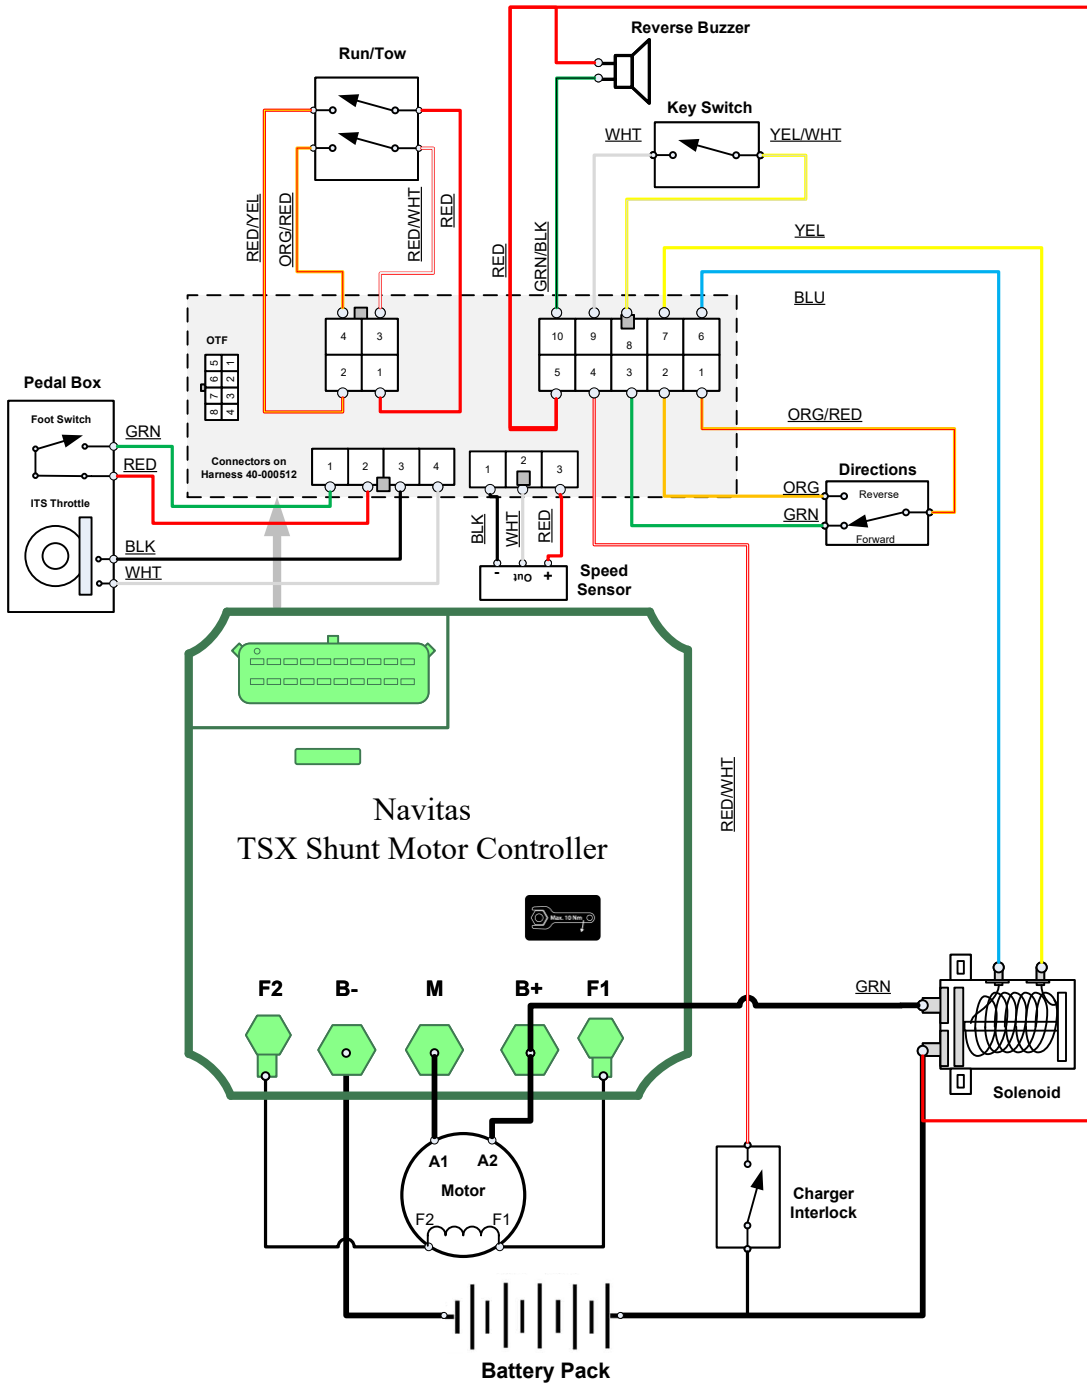 Reverse Buzzer
Run/Tow
Key Switch
WHT
YEL/WHT
RED/YEL
ORG/RED
RED/WHT
RED
RED
GRN/BLK
YEL
BLU
OTF
5 1
6 2
7 3
8 4
4 3
2 1
10 9 8 7 6
5 4 3 2 1
Pedal Box
Foot Switch
GRN
RED
ITS Throttle
BLK
WHT
Connectors on
Harness 40-000512
1 2 3 4
1 2 3
BLK
WHT
RED
- Out +
Speed
Sensor
ORG/RED
Directions
ORG
Reverse
GRN
Forward
RED/WHT
Navitas
TSX Shunt Motor Controller
Max. 10 Nm
F2 B- M B+ F1
GRN
Solenoid
A1 A2
Motor
F2 F1
Charger
Interlock
Battery Pack